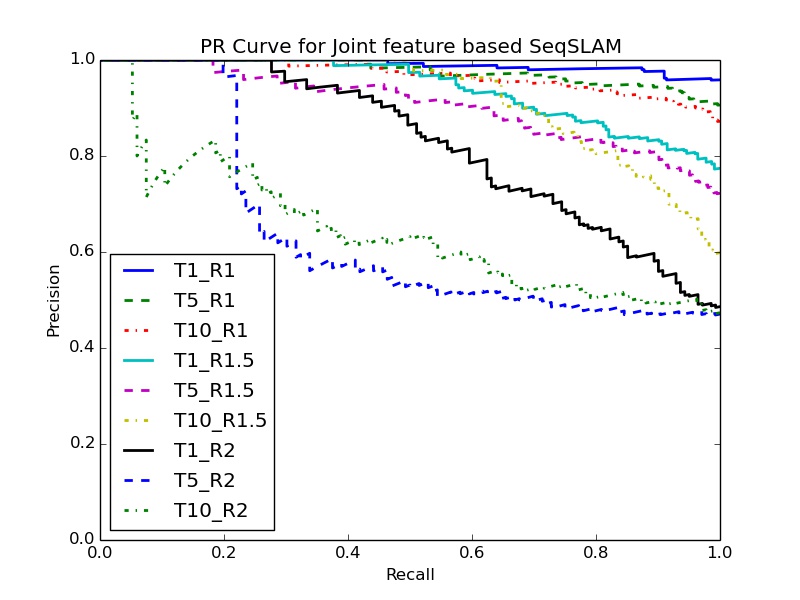 PR Curve for Joint feature based SeqSLAM
1.0
0.8
0.6
0.4
0.2
0.0
Precision
T1_R1
T5_R1
T10_R1
T1_R1.5
T5_R1.5
T10_R1.5
T1_R2
T5_R2
T10_R2
0.0 0.2 0.4 0.6 0.8 1.0
Recall